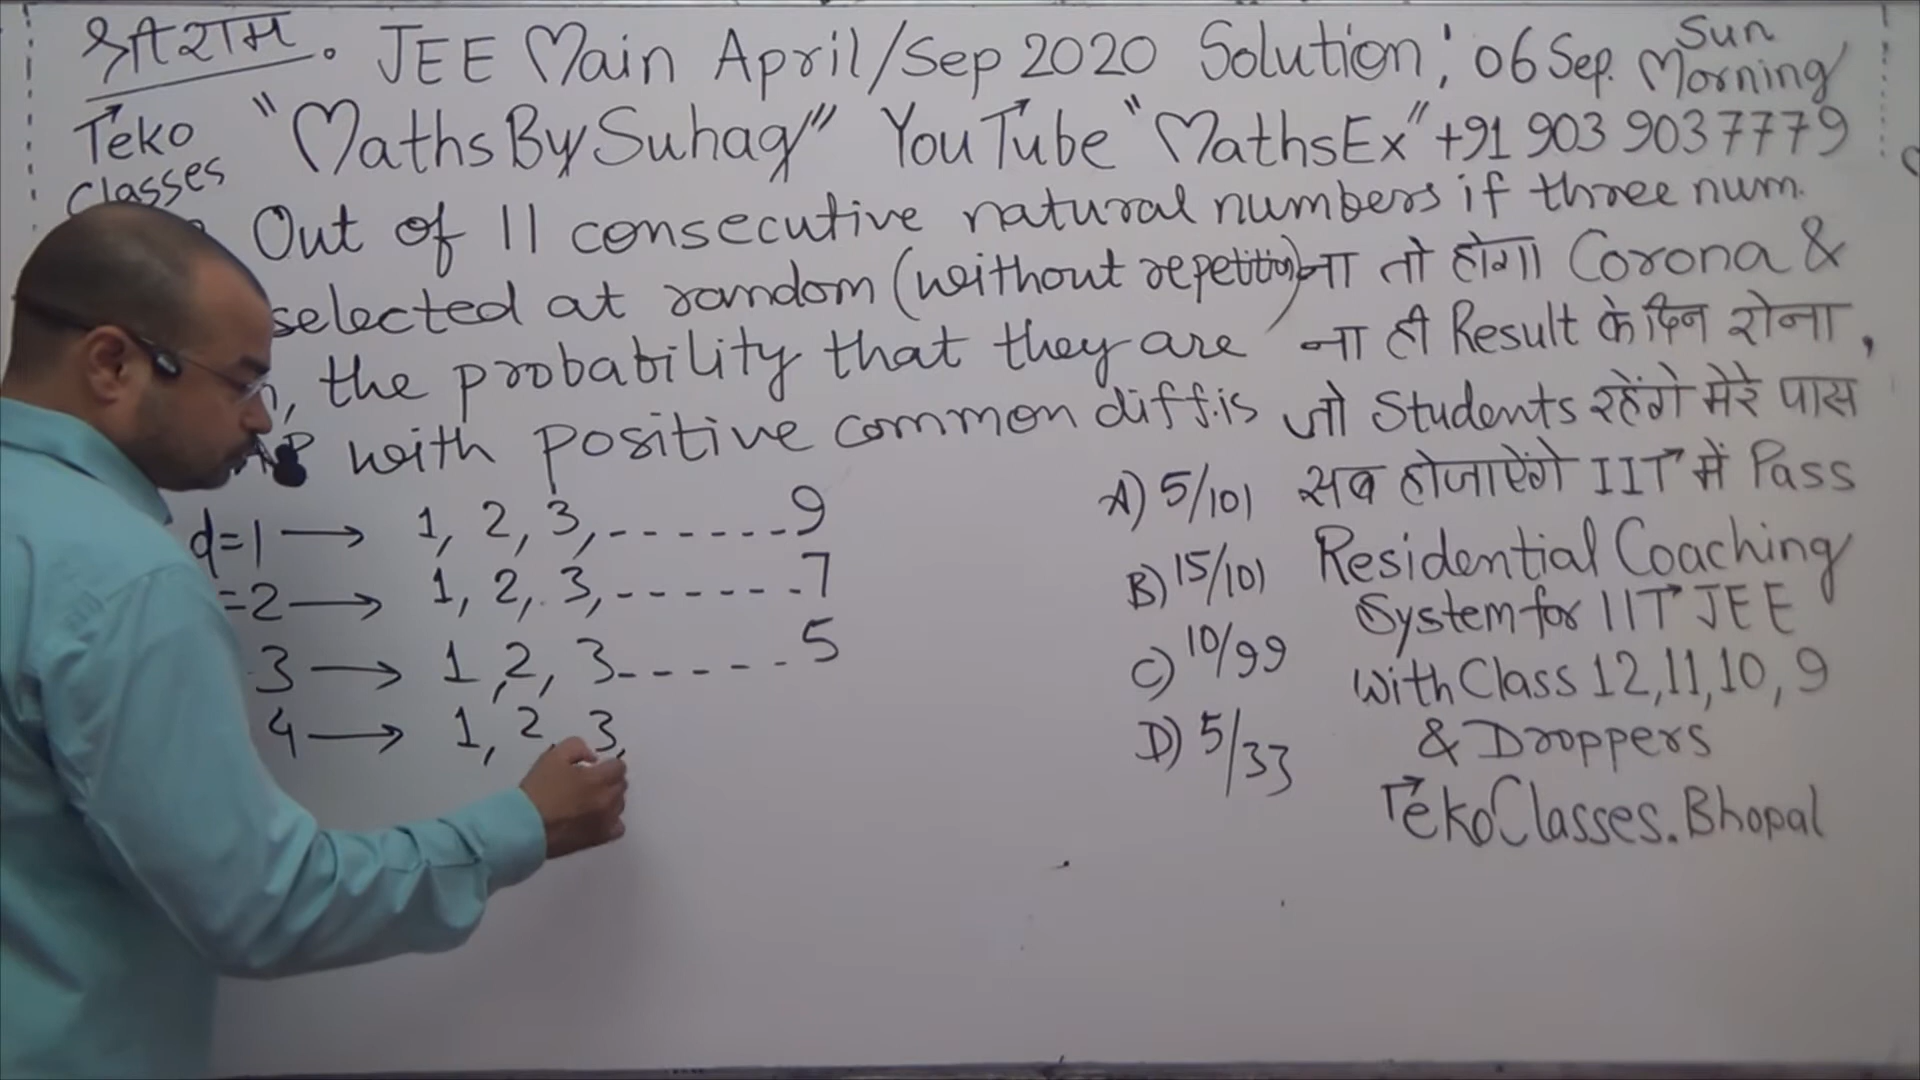 श्री राम. JEE Main April/Sep 2020 Solution; 06 Sep. Sun Morning
Teko Classes "MathsBySuhag" YouTube "MathsEx" +91 903 903 7779
Out of 11 consecutive natural numbers if three num.
selected at random (without repetition)
the probability that they are
AP with positive common diff. is
d=1 → 1, 2, 3, ------- 9
=2 → 1, 2, 3, ------- 7
3 → 1, 2, 3 ----- 5
4 → 1, 2, 3,
A) 5/101
B) 15/101
C) 10/99
D) 5/33
ना तो होगा Corona &
ना ही Result के दिन रोना,
जो Students रहेंगे मेरे पास
सब होजाऐंगे IIT में Pass
Residential Coaching
System for IIT JEE
With Class 12, 11, 10, 9
& Droppers
TekoClasses.Bhopal